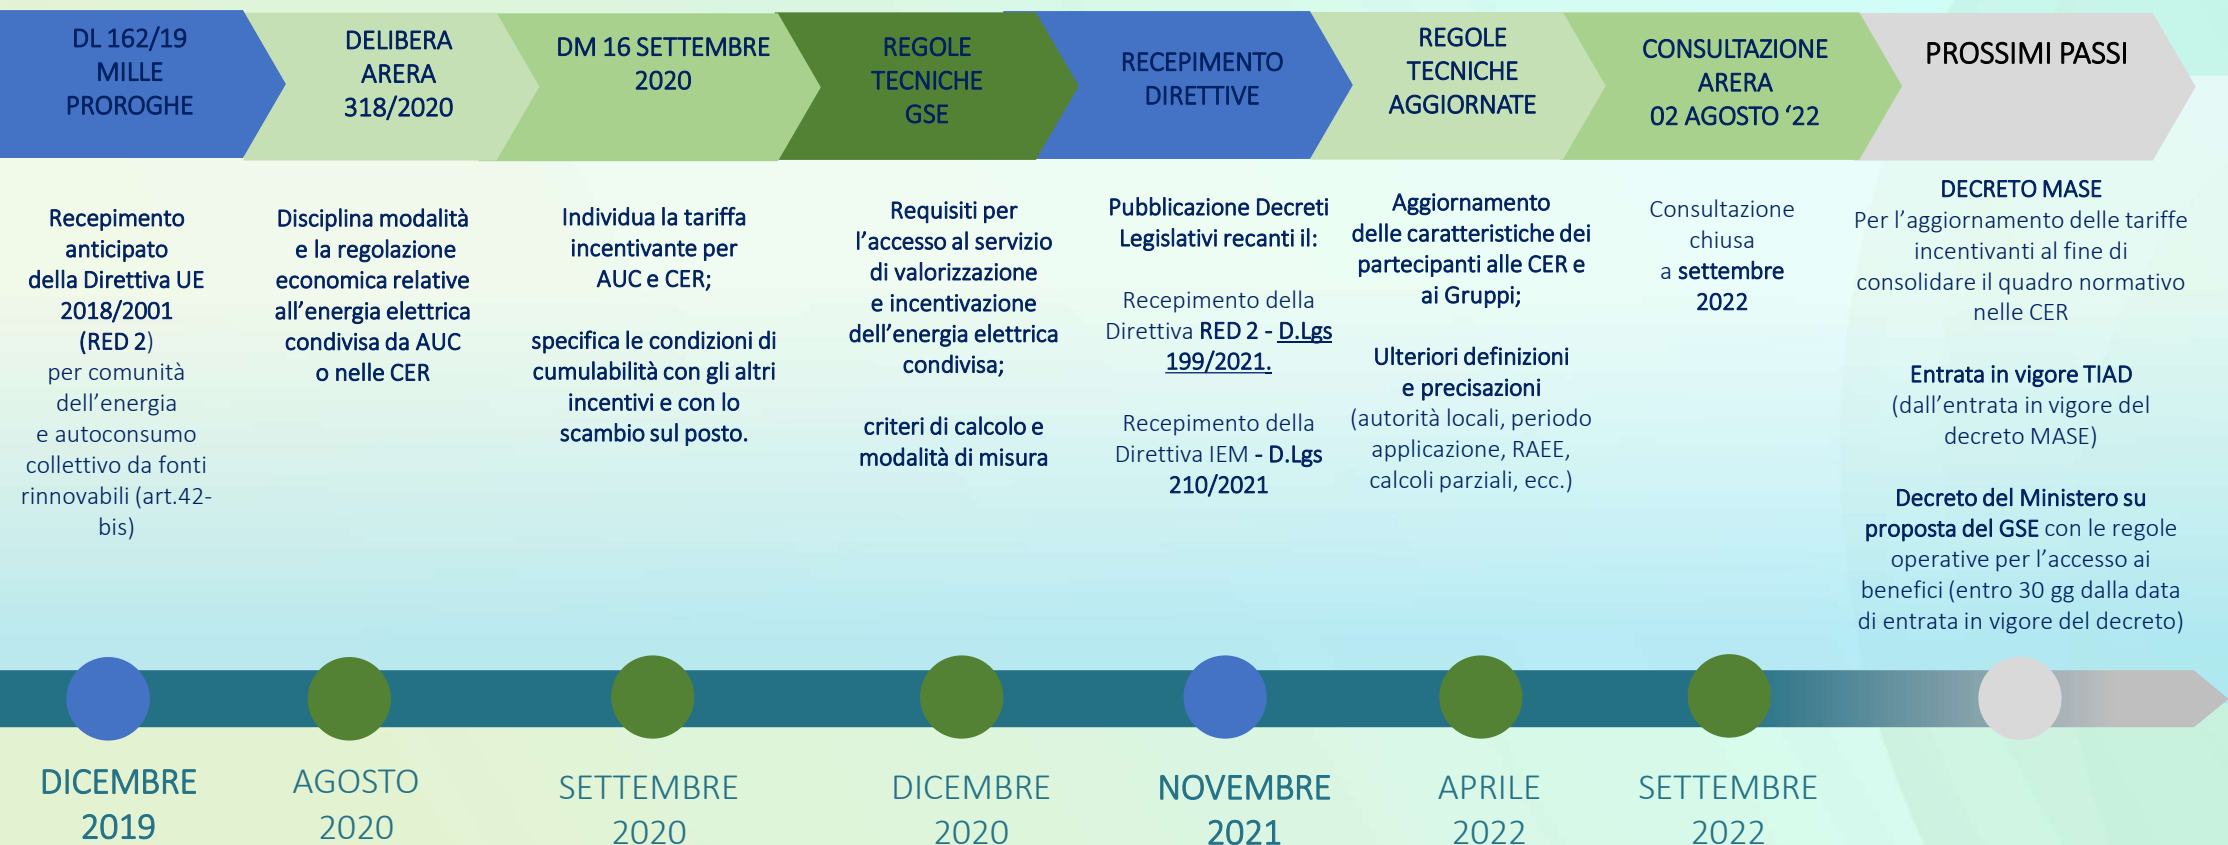 DL 162/19
MILLE
PROROGHE
DELIBERA
ARERA
318/2020
DM 16 SETTEMBRE
2020
REGOLE
TECNICHE
GSE
RECEPIMENTO
DIRETTIVE
REGOLE
TECNICHE
AGGIORNATE
CONSULTAZIONE
ARERA
02 AGOSTO ‘22
PROSSIMI PASSI
Recepimento
anticipato
della Direttiva UE
2018/2001
(RED 2)
per comunità
dell’energia
e autoconsumo
collettivo da fonti
rinnovabili (art.42-
bis)
Disciplina modalità
e la regolazione
economica relative
all’energia elettrica
condivisa da AUC
o nelle CER
Individua la tariffa
incentivante per
AUC e CER;
specifica le condizioni di
cumulabilità con gli altri
incentivi e con lo
scambio sul posto.
Requisiti per
l’accesso al servizio
di valorizzazione
e incentivazione
dell’energia elettrica
condivisa;
criteri di calcolo e
modalità di misura
Pubblicazione Decreti
Legislativi recanti il:
Recepimento della
Direttiva RED 2 - D.Lgs
199/2021.
Recepimento della
Direttiva IEM - D.Lgs
210/2021
Aggiornamento
delle caratteristiche dei
partecipanti alle CER e
ai Gruppi;
Ulteriori definizioni
e precisazioni
(autorità locali, periodo
applicazione, RAEE,
calcoli parziali, ecc.)
Consultazione
chiusa
a settembre
2022
DECRETO MASE
Per l’aggiornamento delle tariffe
incentivanti al fine di
consolidare il quadro normativo
nelle CER
Entrata in vigore TIAD
(dall’entrata in vigore del
decreto MASE)
Decreto del Ministero su
proposta del GSE con le regole
operative per l’accesso ai
benefici (entro 30 gg dalla data
di entrata in vigore del decreto)
DICEMBRE
2019
AGOSTO
2020
SETTEMBRE
2020
DICEMBRE
2020
NOVEMBRE
2021
APRILE
2022
SETTEMBRE
2022